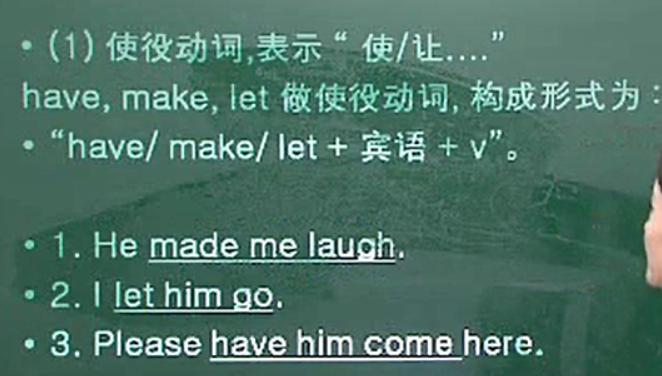 • (1) 使役动词,表示“ 使/让....”
have, make, let 做使役动词, 构成形式为：
• “have/ make/ let + 宾语 + v”。
• 1. He made me laugh.
• 2. I let him go.
• 3. Please have him come here.